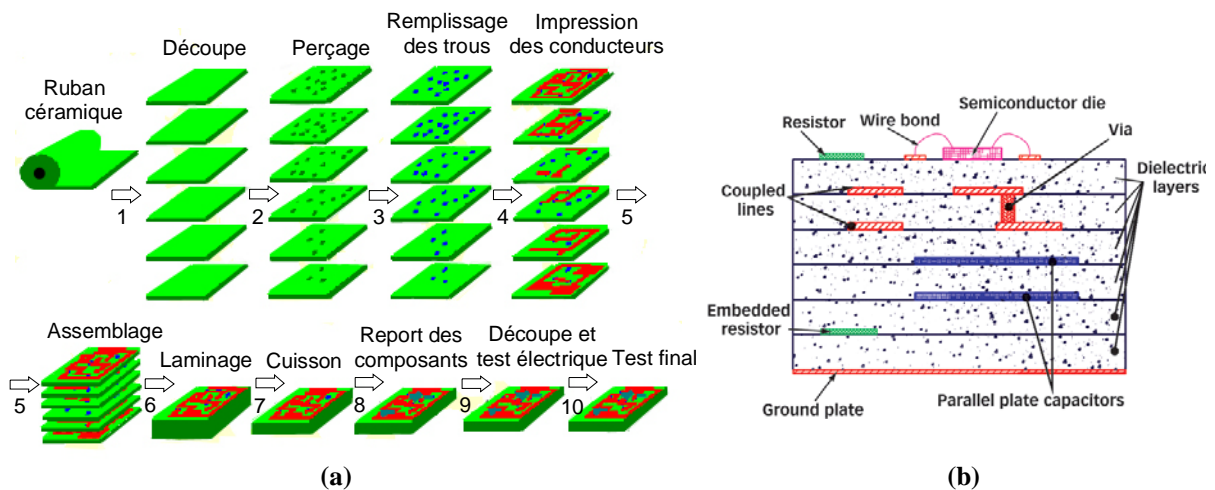 Ruban
céramique
Découpe
Perçage
Remplissage
des trous
Impression
des conducteurs
1
2
3
4
5
5
Assemblage
6
Laminage
7
Cuisson
8
Report des
composants
9
Découpe et
test électrique
10
Test final
(a)
Semiconductor die
Wire bond
Resistor
Via
Dielectric
layers
Coupled
lines
Embedded
resistor
Ground plate
Parallel plate capacitors
(b)